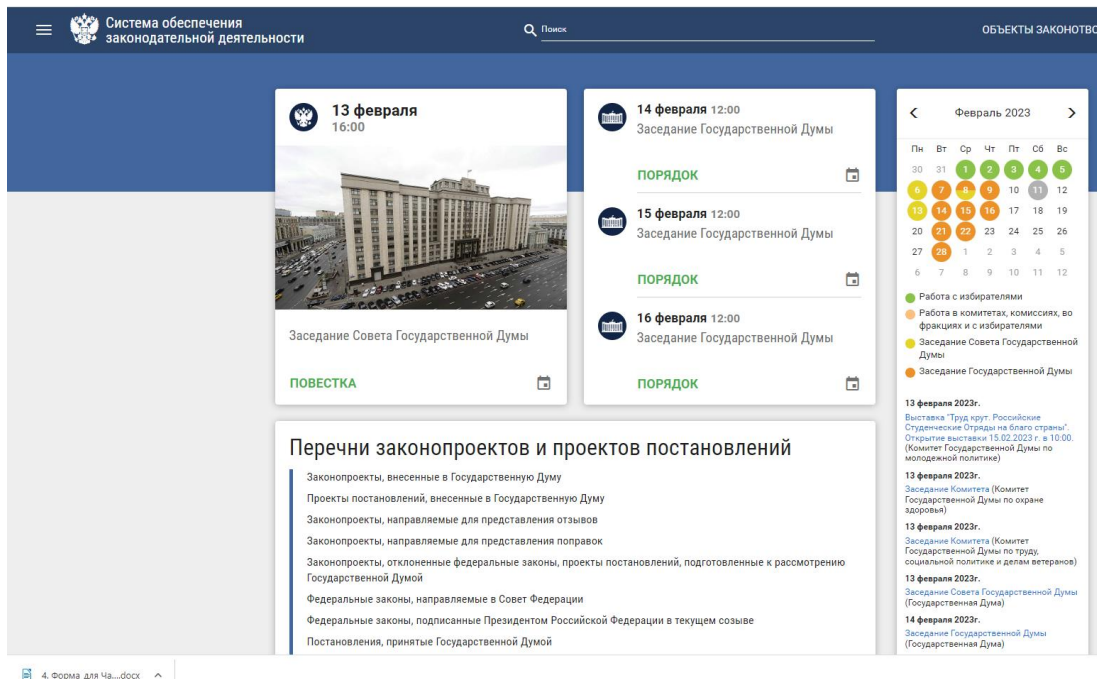 Система обеспечения
законодательной деятельности
Поиск
ОБЪЕКТЫ ЗАКОНОТВО
13 февраля
16:00
Заседание Совета Государственной Думы
ПОВЕСТКА
14 февраля 12:00
Заседание Государственной Думы
ПОРЯДОК
15 февраля 12:00
Заседание Государственной Думы
ПОРЯДОК
16 февраля 12:00
Заседание Государственной Думы
ПОРЯДОК
Февраль 2023
Пн Вт Ср Чт Пт Сб Вс
30 31 1 2 3 4 5
6 7 8 9 10 11 12
13 14 15 16 17 18 19
20 21 22 23 24 25 26
27 28 1 2 3 4 5
6 7 8 9 10 11 12
Работа с избирателями
Работа в комитетах, комиссиях, во
фракциях и с избирателями
Заседание Совета Государственной
Думы
Заседание Государственной Думы
13 февраля 2023г.
Выставка "Труд крут. Российские
Студенческие Отряды на благо страны".
Открытие выставки 15.02.2023 г. в 10:00.
(Комитет Государственной Думы по
молодежной политике)
13 февраля 2023г.
Заседание Комитета (Комитет
Государственной Думы по охране
здоровья)
13 февраля 2023г.
Заседание Комитета (Комитет
Государственной Думы по труду,
социальной политике и делам ветеранов)
13 февраля 2023г.
Заседание Совета Государственной Думы
(Государственная Дума)
14 февраля 2023г.
Заседание Государственной Думы
(Государственная Дума)
Перечни законопроектов и проектов постановлений
Законопроекты, внесенные в Государственную Думу
Проекты постановлений, внесенные в Государственную Думу
Законопроекты, направляемые для представления отзывов
Законопроекты, направляемые для представления поправок
Законопроекты, отклоненные федеральные законы, проекты постановлений, подготовленные к рассмотрению
Государственной Думой
Федеральные законы, направляемые в Совет Федерации
Федеральные законы, подписанные Президентом Российской Федерации в текущем созыве
Постановления, принятые Государственной Думой
4. Форма для Ча....docx